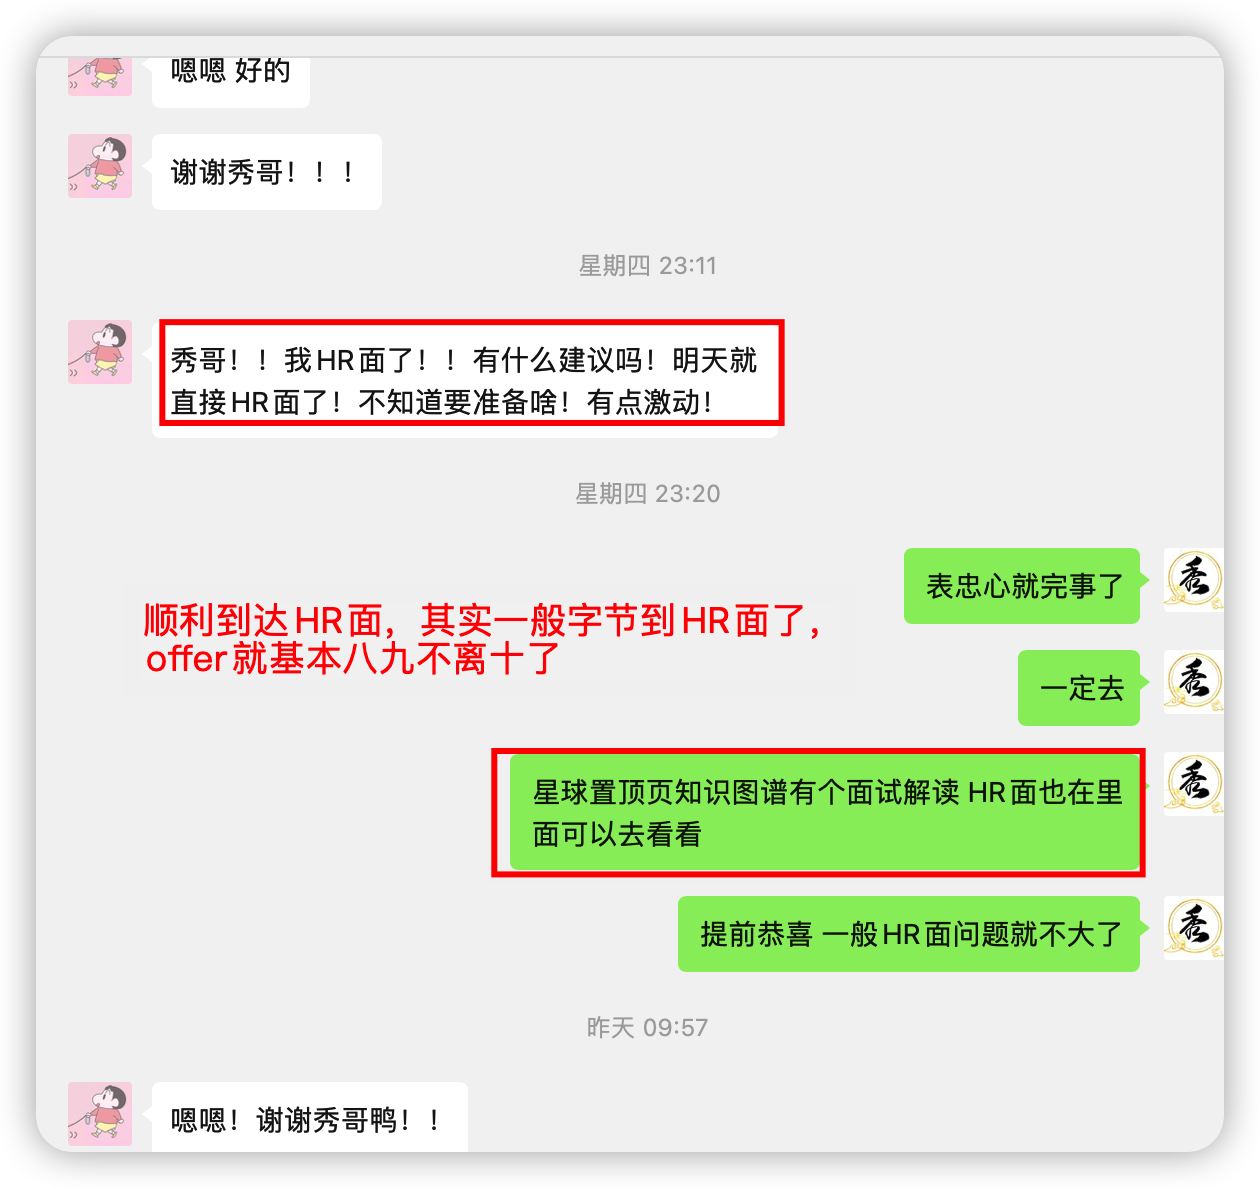 嗯嗯 好的
谢谢秀哥！！！
星期四 23:11
秀哥！！我HR面了！！有什么建议吗！明天就
直接HR面了！不知道要准备啥！有点激动！
星期四 23:20
表忠心就完事了
秀
顺利到达HR面，其实一般字节到HR面了，
offer就基本八九不离十了
一定去
秀
星球置顶页知识图谱有个面试解读 HR面也在里
面可以去看看
秀
提前恭喜 一般HR面问题就不大了
秀
昨天 09:57
嗯嗯！谢谢秀哥鸭！！